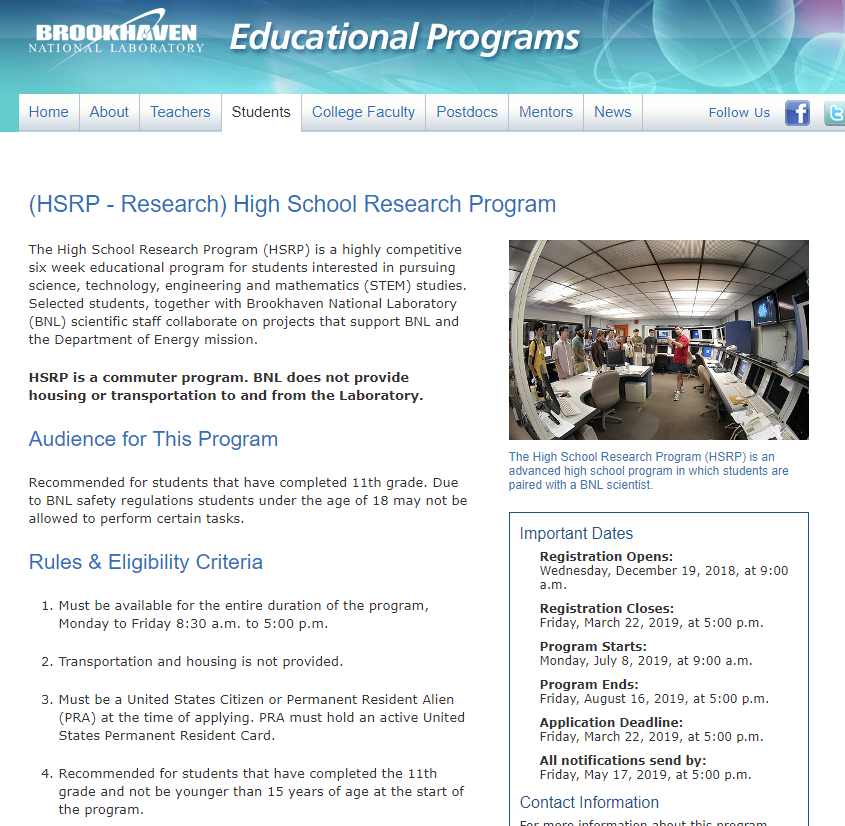 BROOKHAVEN
NATIONAL LABORATORY
Educational Programs
Home
About
Teachers
Students
College Faculty
Postdocs
Mentors
News
Follow Us
(HSRP - Research) High School Research Program
The High School Research Program (HSRP) is a highly competitive
six week educational program for students interested in pursuing
science, technology, engineering and mathematics (STEM) studies.
Selected students, together with Brookhaven National Laboratory
(BNL) scientific staff collaborate on projects that support BNL and
the Department of Energy mission.
HSRP is a commuter program. BNL does not provide
housing or transportation to and from the Laboratory.
Audience for This Program
Recommended for students that have completed 11th grade. Due
to BNL safety regulations students under the age of 18 may not be
allowed to perform certain tasks.
Rules & Eligibility Criteria
1. Must be available for the entire duration of the program,
Monday to Friday 8:30 a.m. to 5:00 p.m.
2. Transportation and housing is not provided.
3. Must be a United States Citizen or Permanent Resident Alien
(PRA) at the time of applying. PRA must hold an active United
States Permanent Resident Card.
4. Recommended for students that have completed the 11th
grade and not be younger than 15 years of age at the start of
the program.
The High School Research Program (HSRP) is an
advanced high school program in which students are
paired with a BNL scientist.
Important Dates
Registration Opens:
Wednesday, December 19, 2018, at 9:00
a.m.
Registration Closes:
Friday, March 22, 2019, at 5:00 p.m.
Program Starts:
Monday, July 8, 2019, at 9:00 a.m.
Program Ends:
Friday, August 16, 2019, at 5:00 p.m.
Application Deadline:
Friday, March 22, 2019, at 5:00 p.m.
All notifications send by:
Friday, May 17, 2019, at 5:00 p.m.
Contact Information
For more information about this program